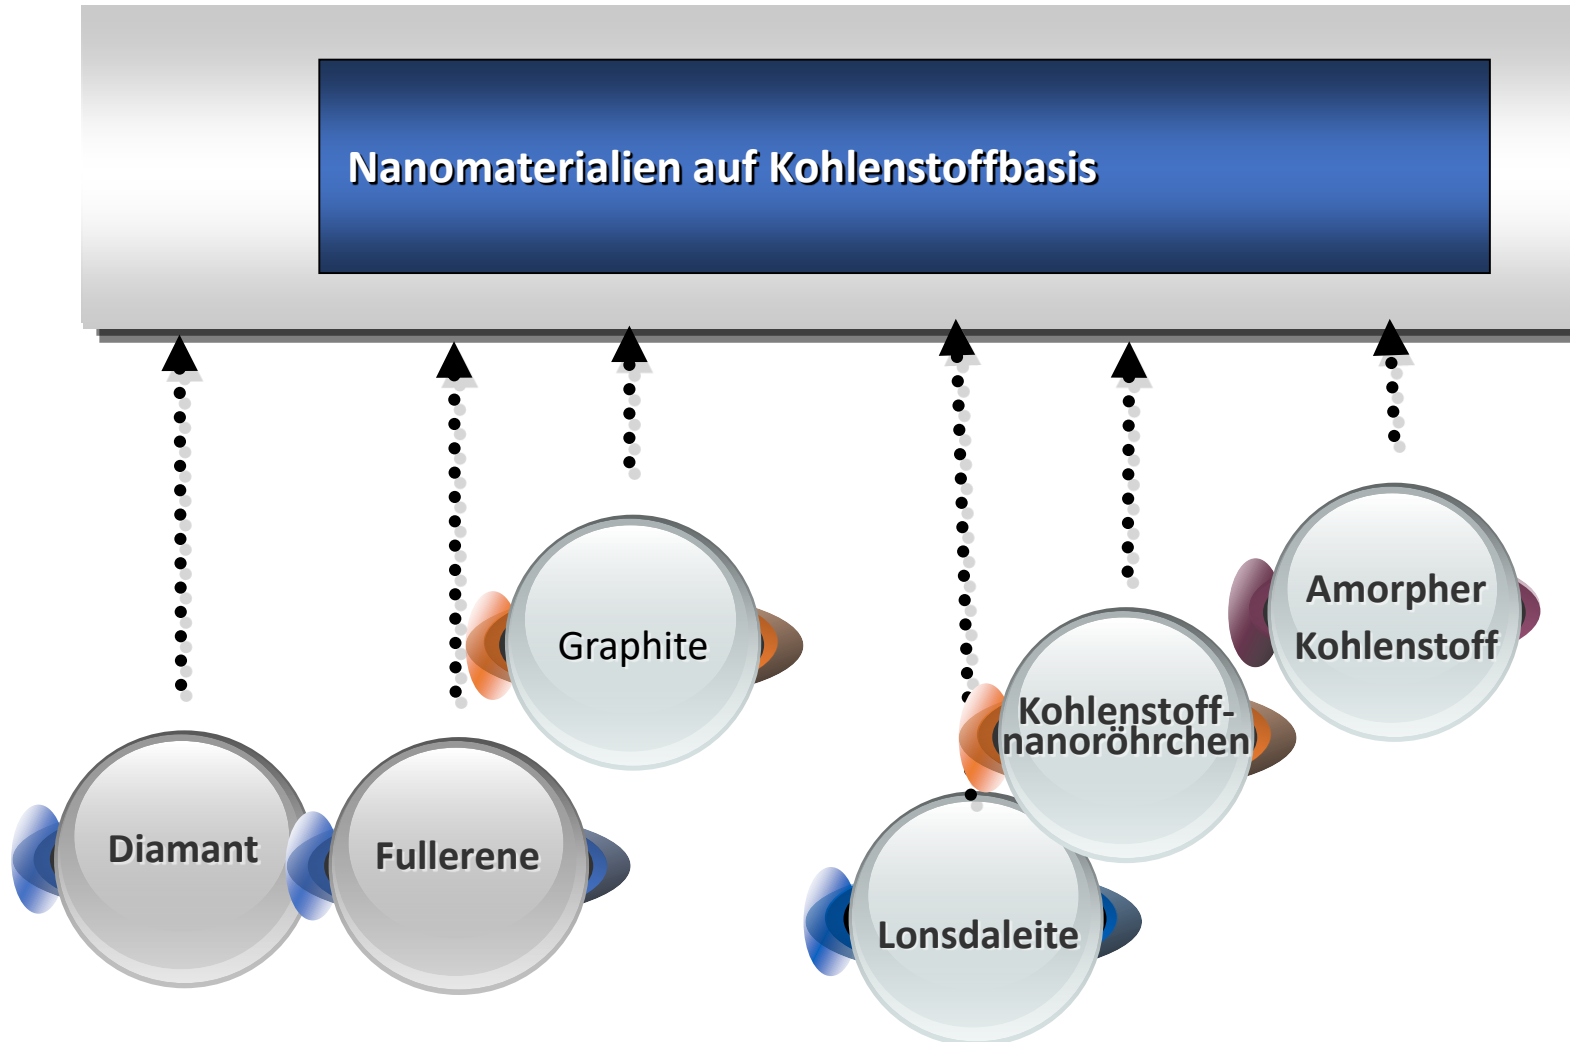 Nanomaterialien auf Kohlenstoffbasis
Graphite
Amorpher
Kohlenstoff
Kohlenstoff-
nanoröhrchen
Diamant
Fullerene
Lonsdaleite